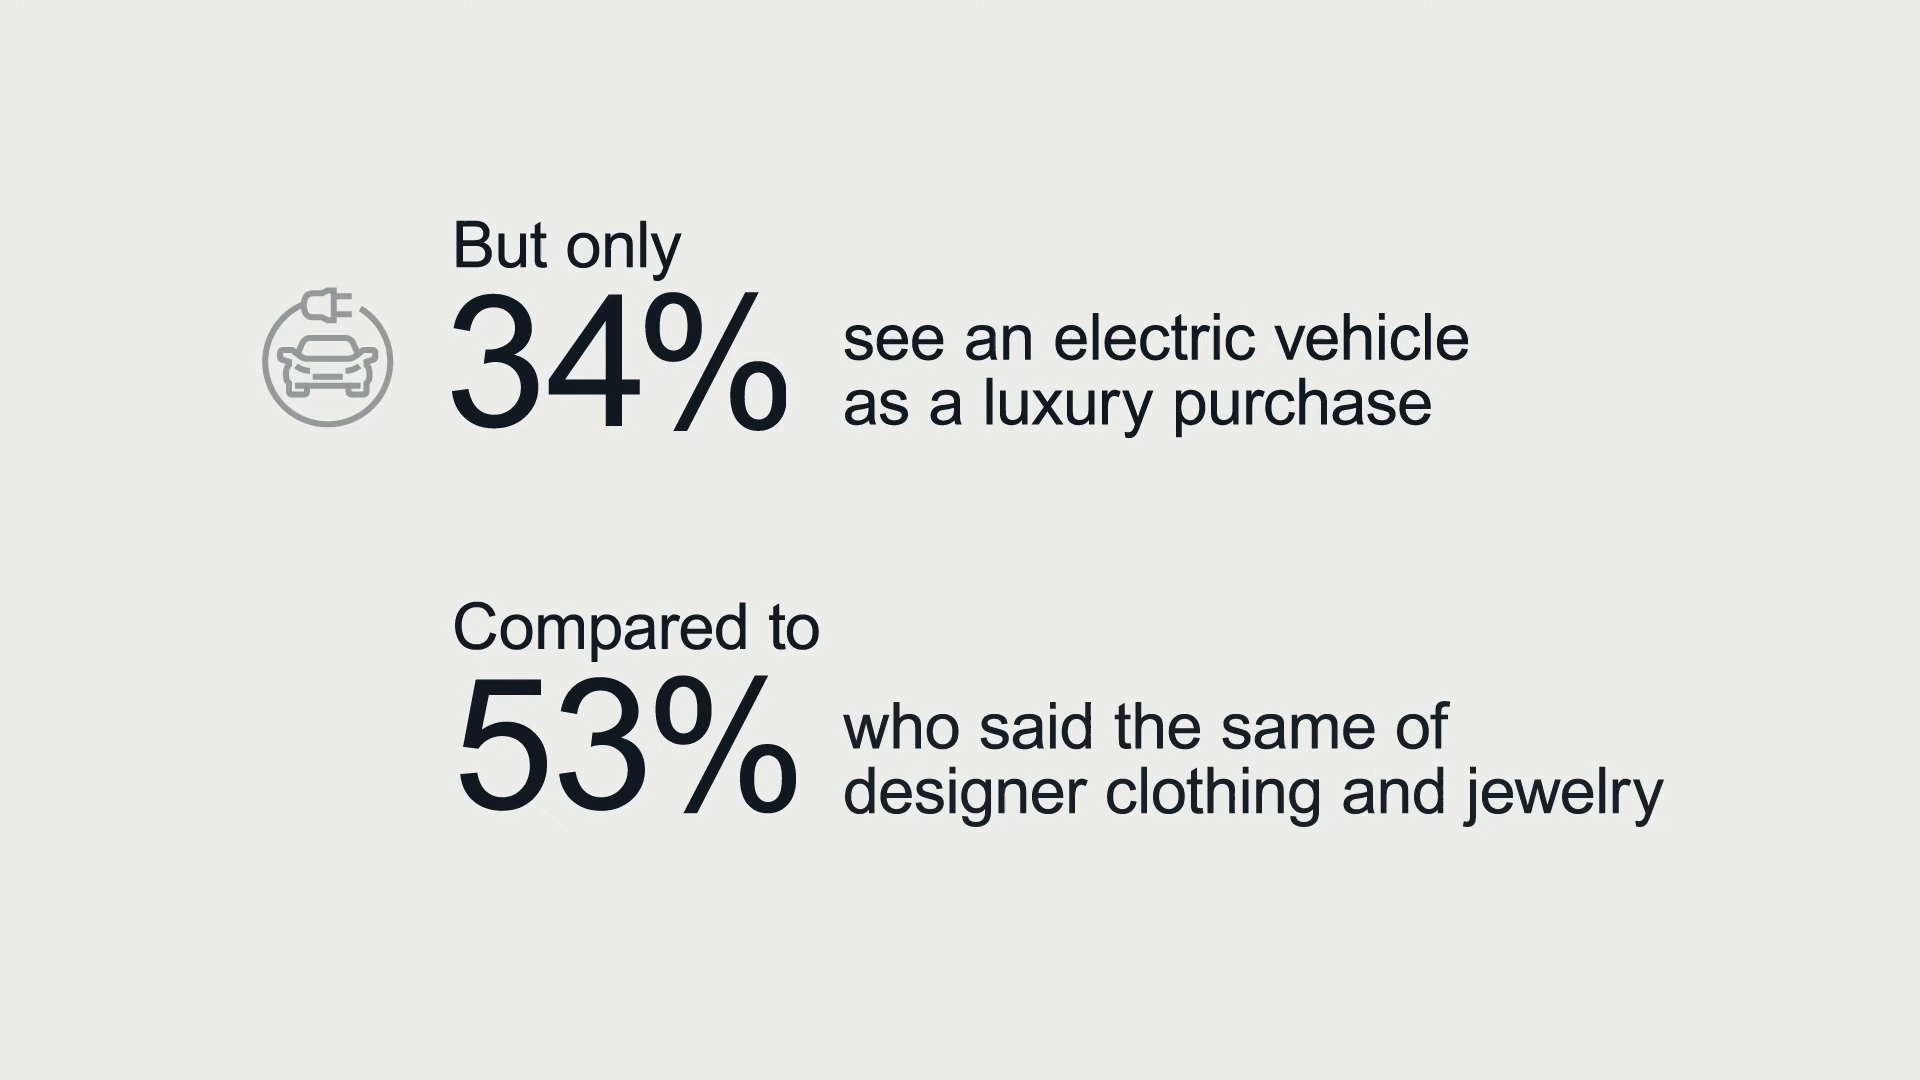 But only
34%
see an electric vehicle
as a luxury purchase
Compared to
53%
who said the same of
designer clothing and jewelry